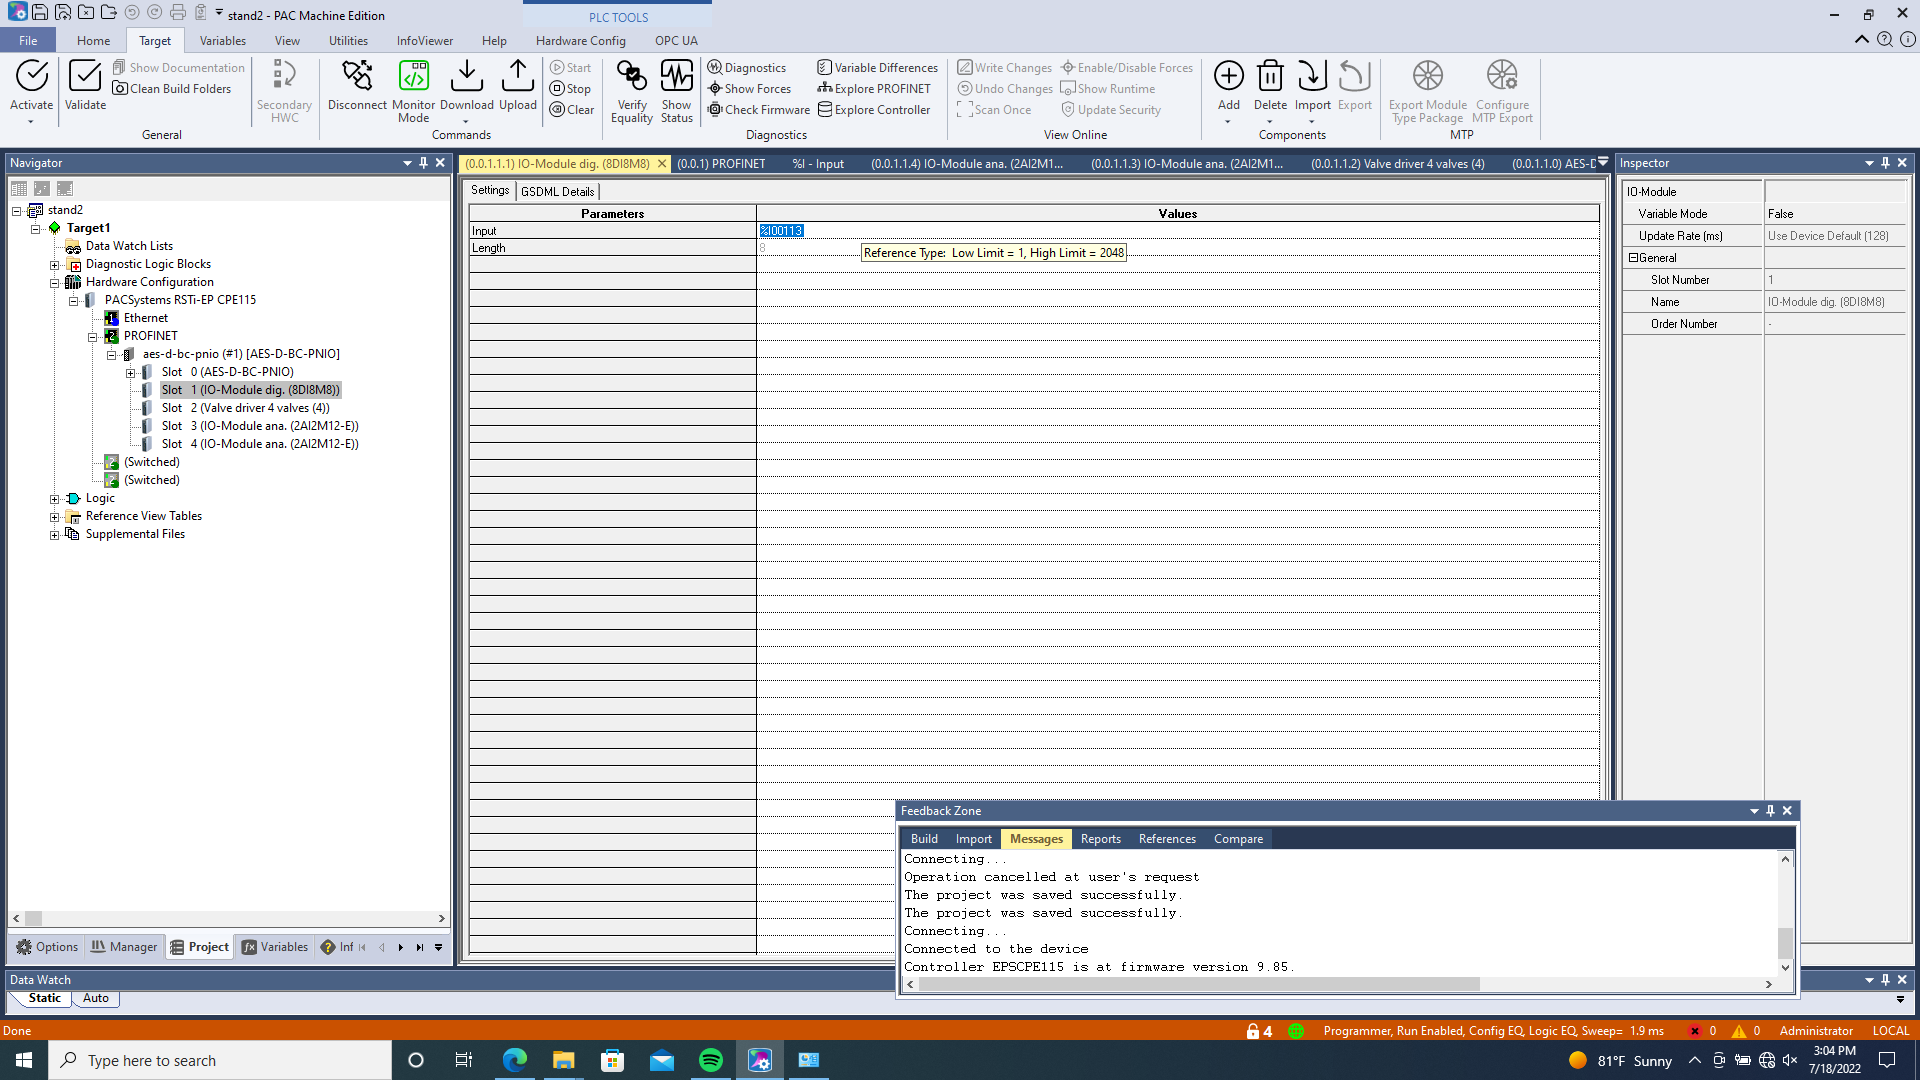 stand2 - PAC Machine Edition
PLC TOOLS
File
Home
Target
Variables
View
Utilities
InfoViewer
Help
Hardware Config
OPC UA
Activate
Validate
Show Documentation
Clean Build Folders
General
Secondary HWC
Disconnect
Monitor Mode
Download
Upload
Start
Stop
Clear
Commands
Verify Equality
Show Status
Diagnostics
Show Forces
Check Firmware
Variable Differences
Explore PROFINET
Explore Controller
Diagnostics
Write Changes
Undo Changes
Scan Once
Enable/Disable Forces
Show Runtime
Update Security
View Online
Add
Delete
Import
Export
Components
Export Module Type Package
Configure MTP Export
MTP
Navigator
stand2
Target1
Data Watch Lists
Diagnostic Logic Blocks
Hardware Configuration
PACSystems RSTi-EP CPE115
Ethernet
PROFINET
aes-d-bc-pnio (#1) [AES-D-BC-PNIO]
Slot 0 (AES-D-BC-PNIO)
Slot 1 (IO-Module dig. (8DI8M8))
Slot 2 (Valve driver 4 valves (4))
Slot 3 (IO-Module ana. (2AI2M12-E))
Slot 4 (IO-Module ana. (2AI2M12-E))
(Switched)
(Switched)
Logic
Reference View Tables
Supplemental Files
Options
Manager
Project
Variables
Inf
(0.0.1.1.1) IO-Module dig. (8DI8M8)
(0.0.1) PROFINET
%I - Input
(0.0.1.1.4) IO-Module ana. (2AI2M1...
(0.0.1.1.3) IO-Module ana. (2AI2M1...
(0.0.1.1.2) Valve driver 4 valves (4)
(0.0.1.1.0) AES-D
Settings
GSDML Details
Parameters Values
Input %I00113
Length 8
Reference Type: Low Limit = 1, High Limit = 2048
Inspector
IO-Module
Variable Mode False
Update Rate (ms) Use Device Default (128)
General
Slot Number 1
Name IO-Module dig. (8DI8M8)
Order Number -
Feedback Zone
Build
Import
Messages
Reports
References
Compare
Connecting...
Operation cancelled at user's request
The project was saved successfully.
The project was saved successfully.
Connecting...
Connected to the device
Controller EPSCPE115 is at firmware version 9.85.
Data Watch
Static
Auto
Done
4
Programmer, Run Enabled, Config EQ, Logic EQ, Sweep= 1.9 ms
0
0
Administrator
LOCAL
Type here to search
81°F Sunny
3:04 PM
7/18/2022